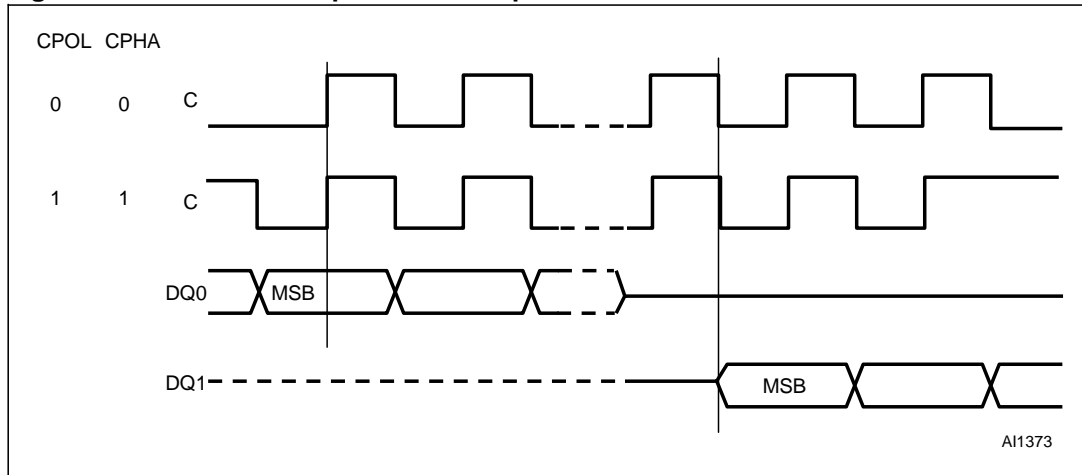 CPOL CPHA
0 0 C
1 1 C
DQ0 MSB
DQ1 MSB
AI1373